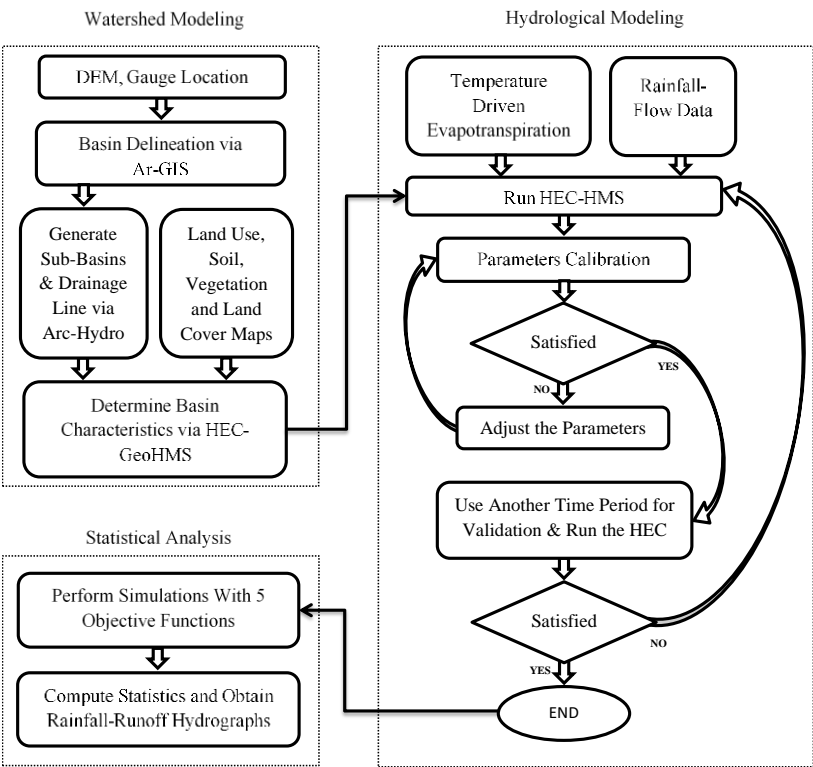 Watershed Modeling
DEM, Gauge Location
Basin Delineation via
Ar-GIS
Generate
Sub-Basins
& Drainage
Line via
Arc-Hydro
Land Use,
Soil,
Vegetation
and Land
Cover Maps
Determine Basin
Characteristics via HEC-
GeoHMS
Hydrological Modeling
Temperature
Driven
Evapotranspiration
Rainfall-
Flow Data
Run HEC-HMS
Parameters Calibration
Satisfied
YES
NO
Adjust the Parameters
Use Another Time Period for
Validation & Run the HEC
Satisfied
NO
YES
END
Statistical Analysis
Perform Simulations With 5
Objective Functions
Compute Statistics and Obtain
Rainfall-Runoff Hydrographs